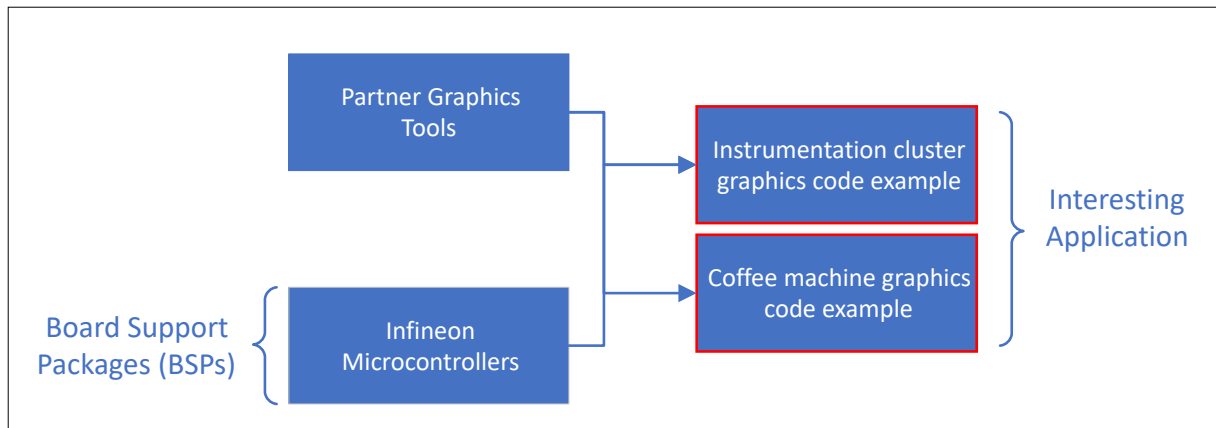 Partner Graphics
Tools
Instrumentation cluster
graphics code example
Interesting
Application
Coffee machine graphics
code example
Board Support
Packages (BSPs)
Infineon
Microcontrollers